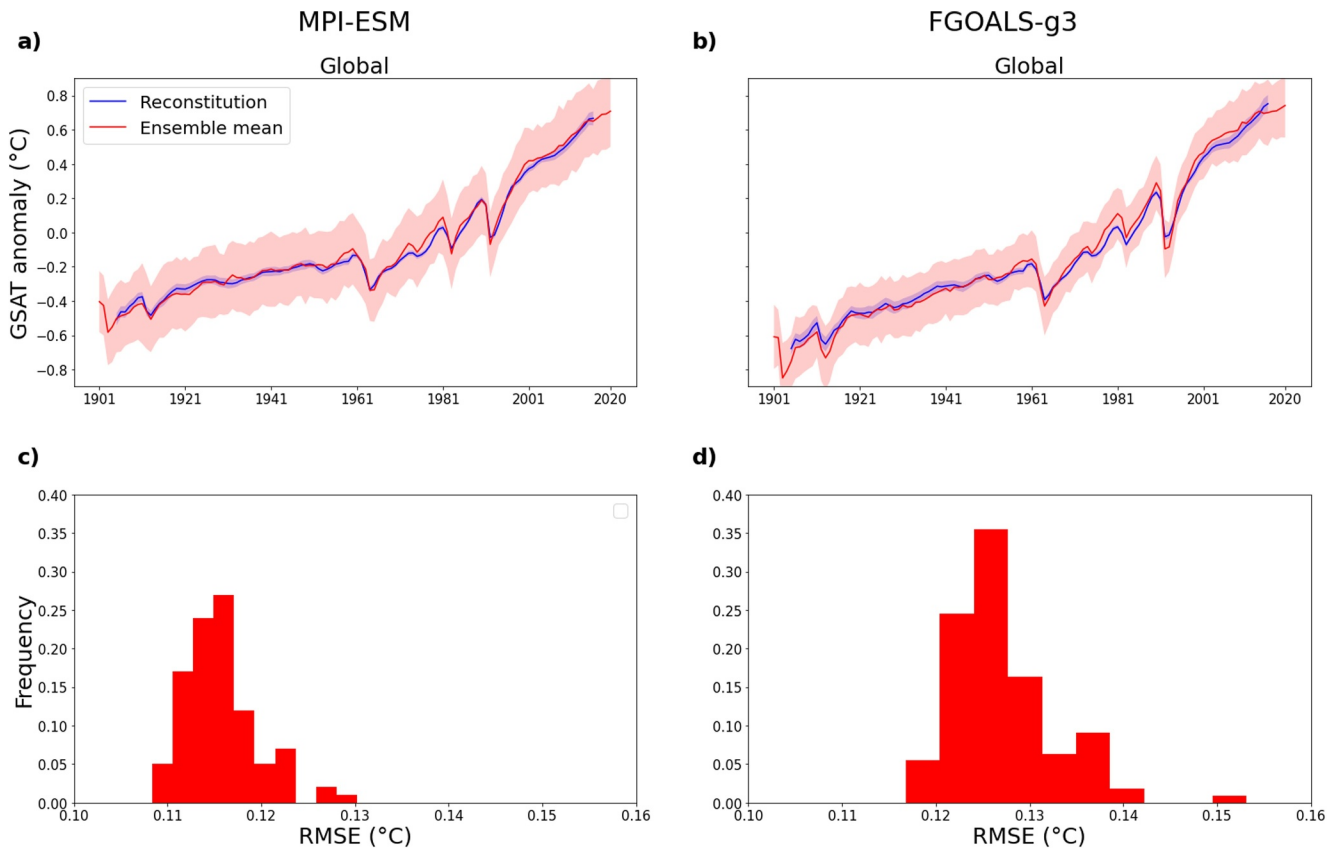 MPI-ESM
FGOALS-g3
a)
b)
Global
Global
Reconstitution
Ensemble mean
GSAT anomaly (°C)
0.8
0.6
0.4
0.2
0.0
−0.2
−0.4
−0.6
−0.8
1901 1921 1941 1961 1981 2001 2020
1901 1921 1941 1961 1981 2001 2020
c)
d)
Frequency
0.40
0.35
0.30
0.25
0.20
0.15
0.10
0.05
0.00
0.10 0.11 0.12 0.13 0.14 0.15 0.16
RMSE (°C)
0.40
0.35
0.30
0.25
0.20
0.15
0.10
0.05
0.00
0.10 0.11 0.12 0.13 0.14 0.15 0.16
RMSE (°C)